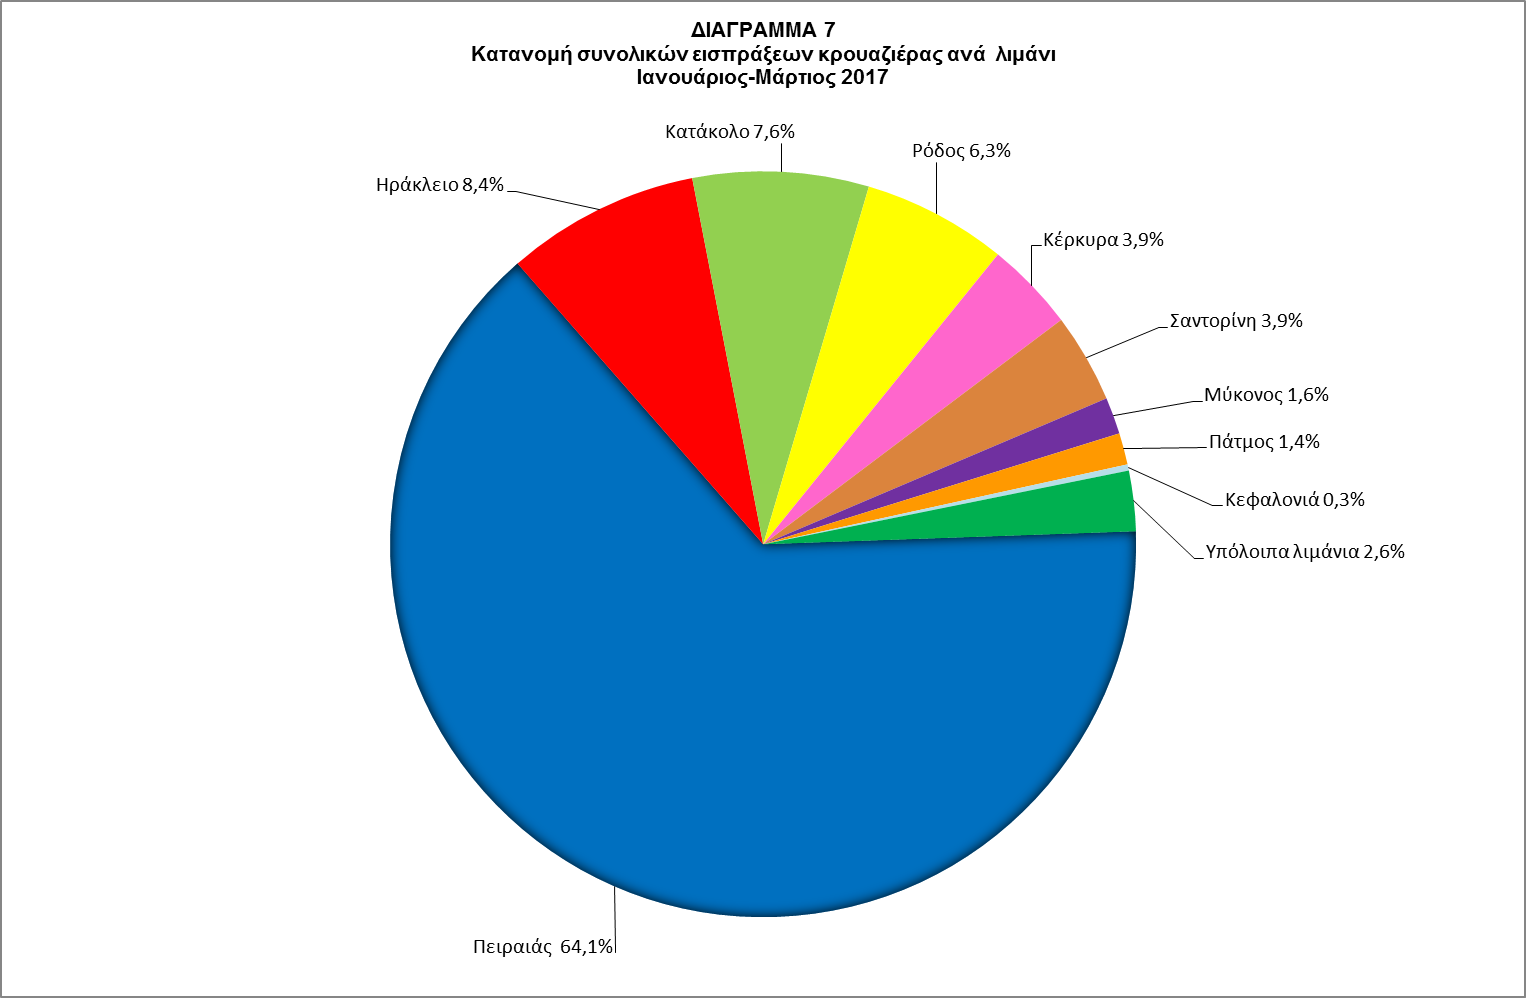 ΔΙΑΓΡΑΜΜΑ 7
Κατανομή συνολικών εισπράξεων κρουαζιέρας ανά λιμάνι
Ιανουάριος-Μάρτιος 2017
Κατάκολο 7,6%
Ρόδος 6,3%
Ηράκλειο 8,4%
Κέρκυρα 3,9%
Σαντορίνη 3,9%
Μύκονος 1,6%
Πάτμος 1,4%
Κεφαλονιά 0,3%
Υπόλοιπα λιμάνια 2,6%
Πειραιάς 64,1%